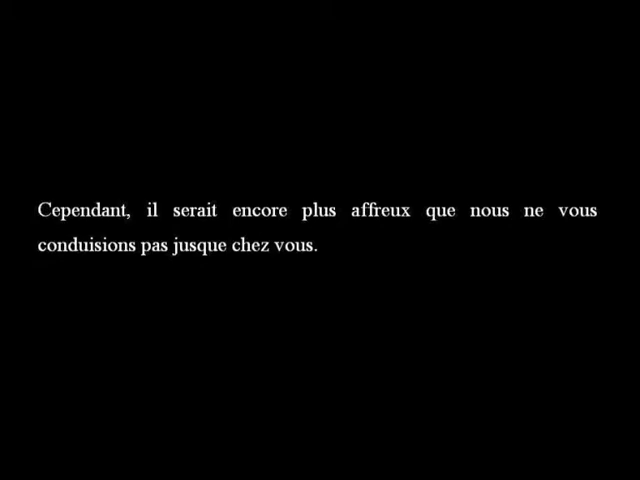 Cependant, il serait encore plus affreux que nous ne vous
conduisions pas jusque chez vous.